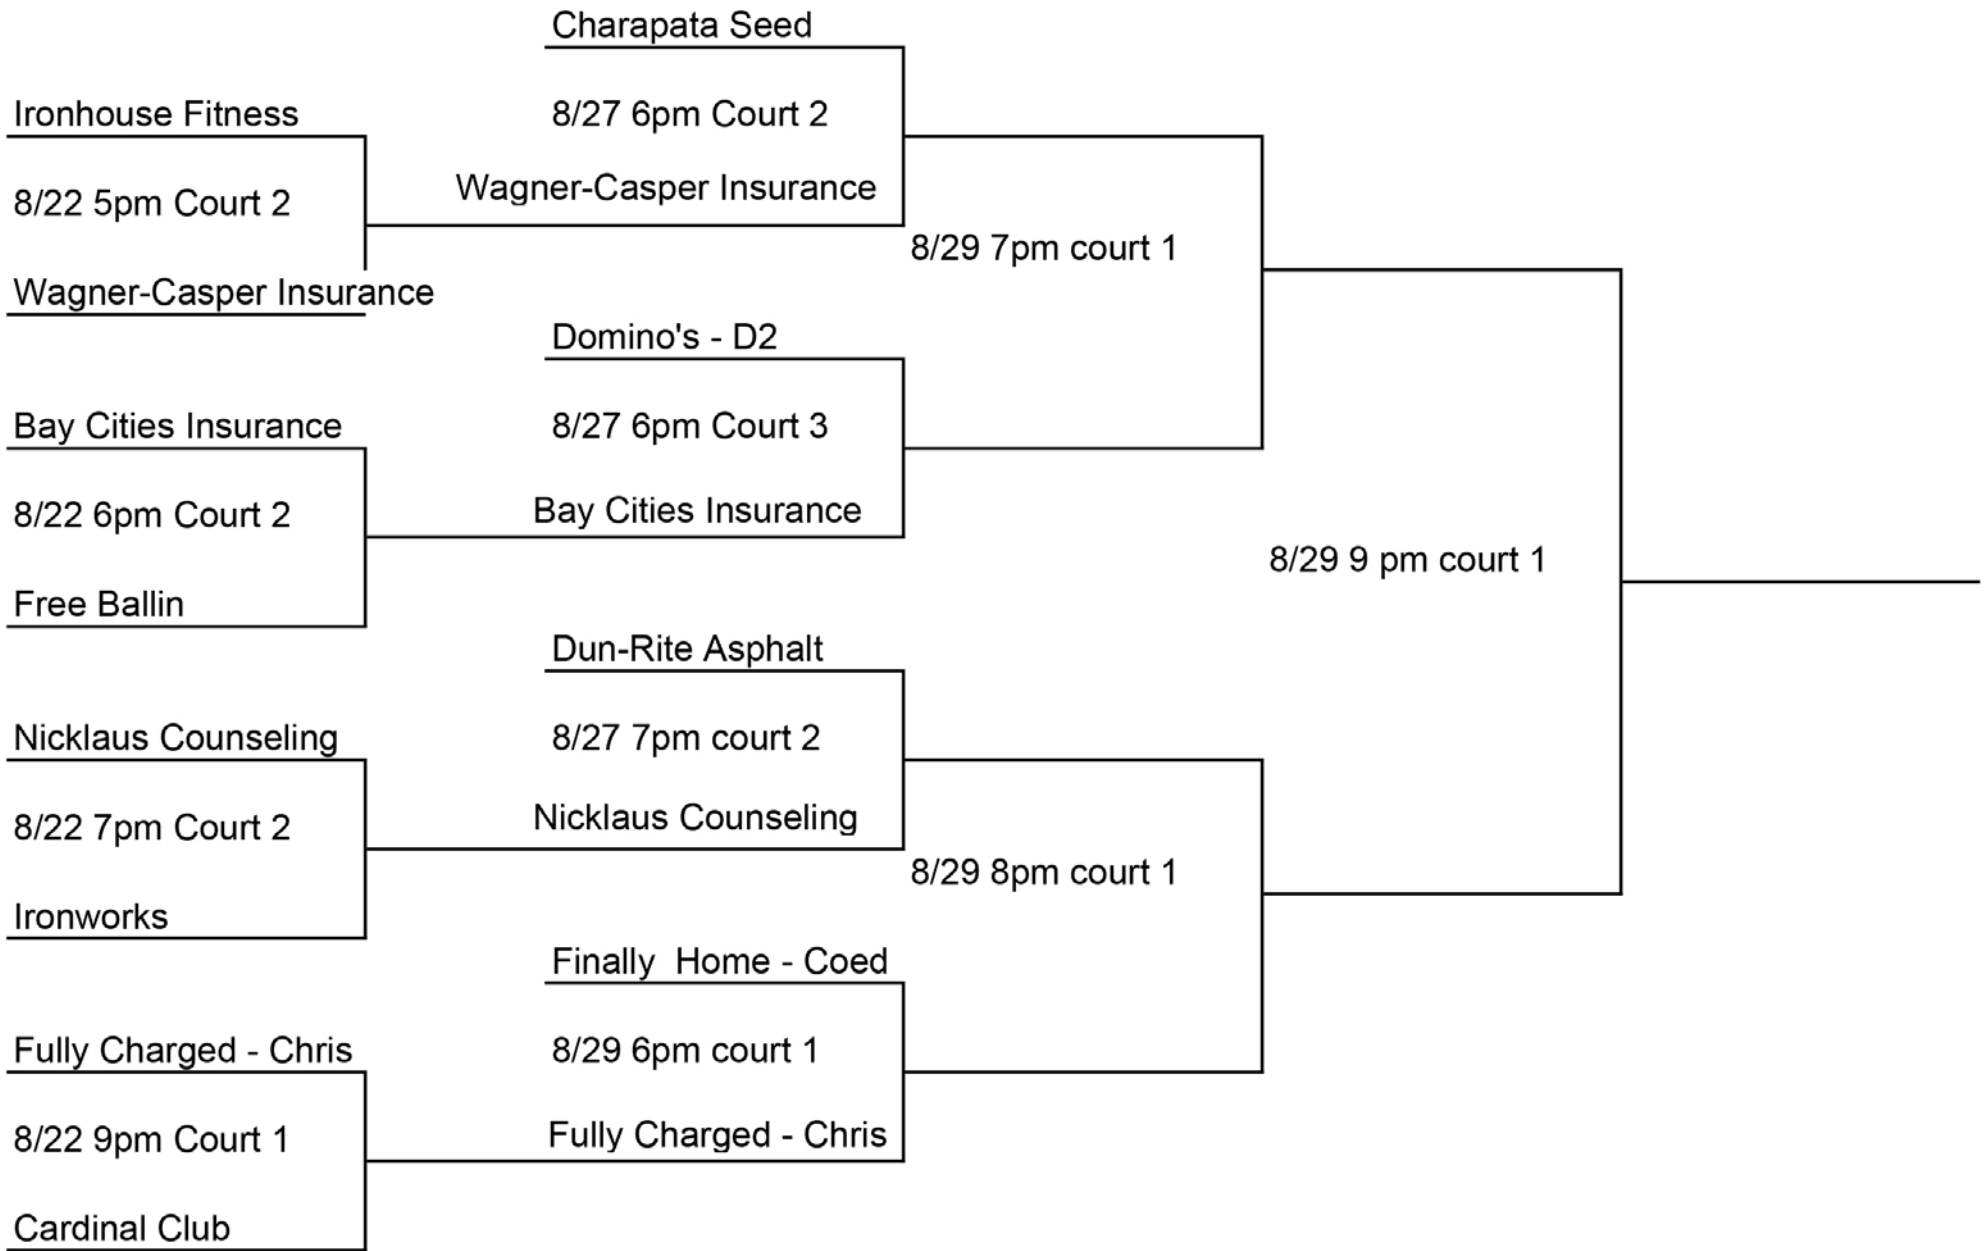 Charapata Seed
Ironhouse Fitness
8/27 6pm Court 2
Wagner-Casper Insurance
8/22 5pm Court 2
8/29 7pm court 1
Wagner-Casper Insurance
Domino's - D2
Bay Cities Insurance
8/27 6pm Court 3
8/22 6pm Court 2
Bay Cities Insurance
8/29 9 pm court 1
Free Ballin
Dun-Rite Asphalt
Nicklaus Counseling
8/27 7pm court 2
8/22 7pm Court 2
Nicklaus Counseling
8/29 8pm court 1
Ironworks
Finally  Home - Coed
Fully Charged - Chris
8/29 6pm court 1
8/22 9pm Court 1
Fully Charged - Chris
Cardinal Club